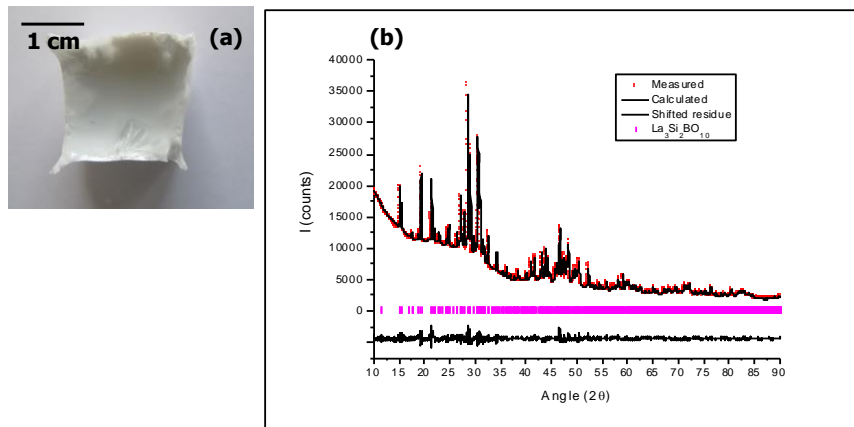 1 cm
(a)
(b)
40000
35000
30000
25000
20000
15000
10000
5000
0
I (counts)
Measured
Calculated
Shifted residue
La3Si2BO10
10 15 20 25 30 35 40 45 50 55 60 65 70 75 80 85 90
Angle (2θ)